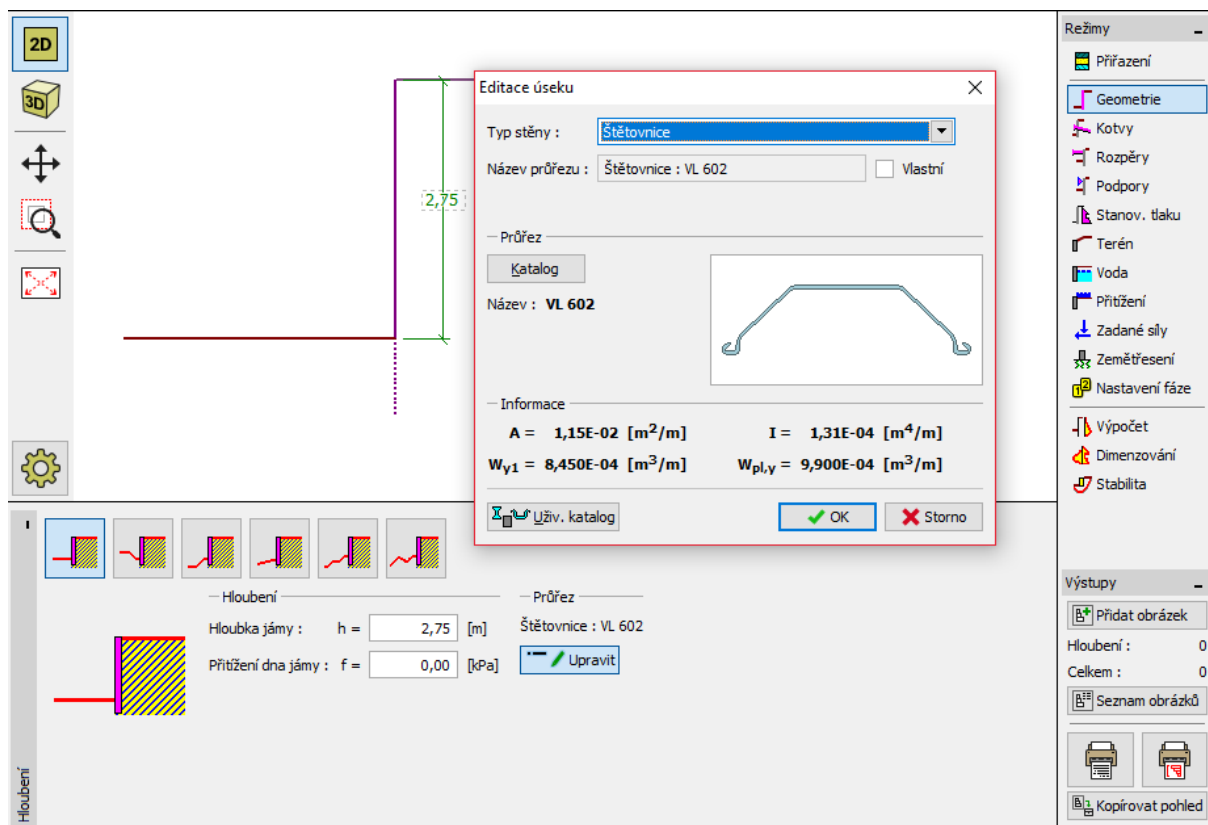 2D
3D
2,75
Editace úseku
Typ stěny :
Štětovnice
Název průřezu :
Štětovnice : VL 602
Vlastní
Průřez
Katalog
Název : VL 602
Informace
A = 1,15E-02 [m²/m]
I = 1,31E-04 [m⁴/m]
Wy1 = 8,450E-04 [m³/m]
Wpl,y = 9,900E-04 [m³/m]
Uživ. katalog
OK
Storno
Režimy
Přiřazení
Geometrie
Kotvy
Rozpěry
Podpory
Stanov. tlaku
Terén
Voda
Přitížení
Zadané síly
Zemětřesení
Nastavení fáze
Výpočet
Dimenzování
Stabilita
Hloubení
Hloubení
Hloubka jámy : h = 2,75 [m]
Přitížení dna jámy : f = 0,00 [kPa]
Průřez
Štětovnice : VL 602
Upravit
Výstupy
Přidat obrázek
Hloubení : 0
Celkem : 0
Seznam obrázků
Kopírovat pohled